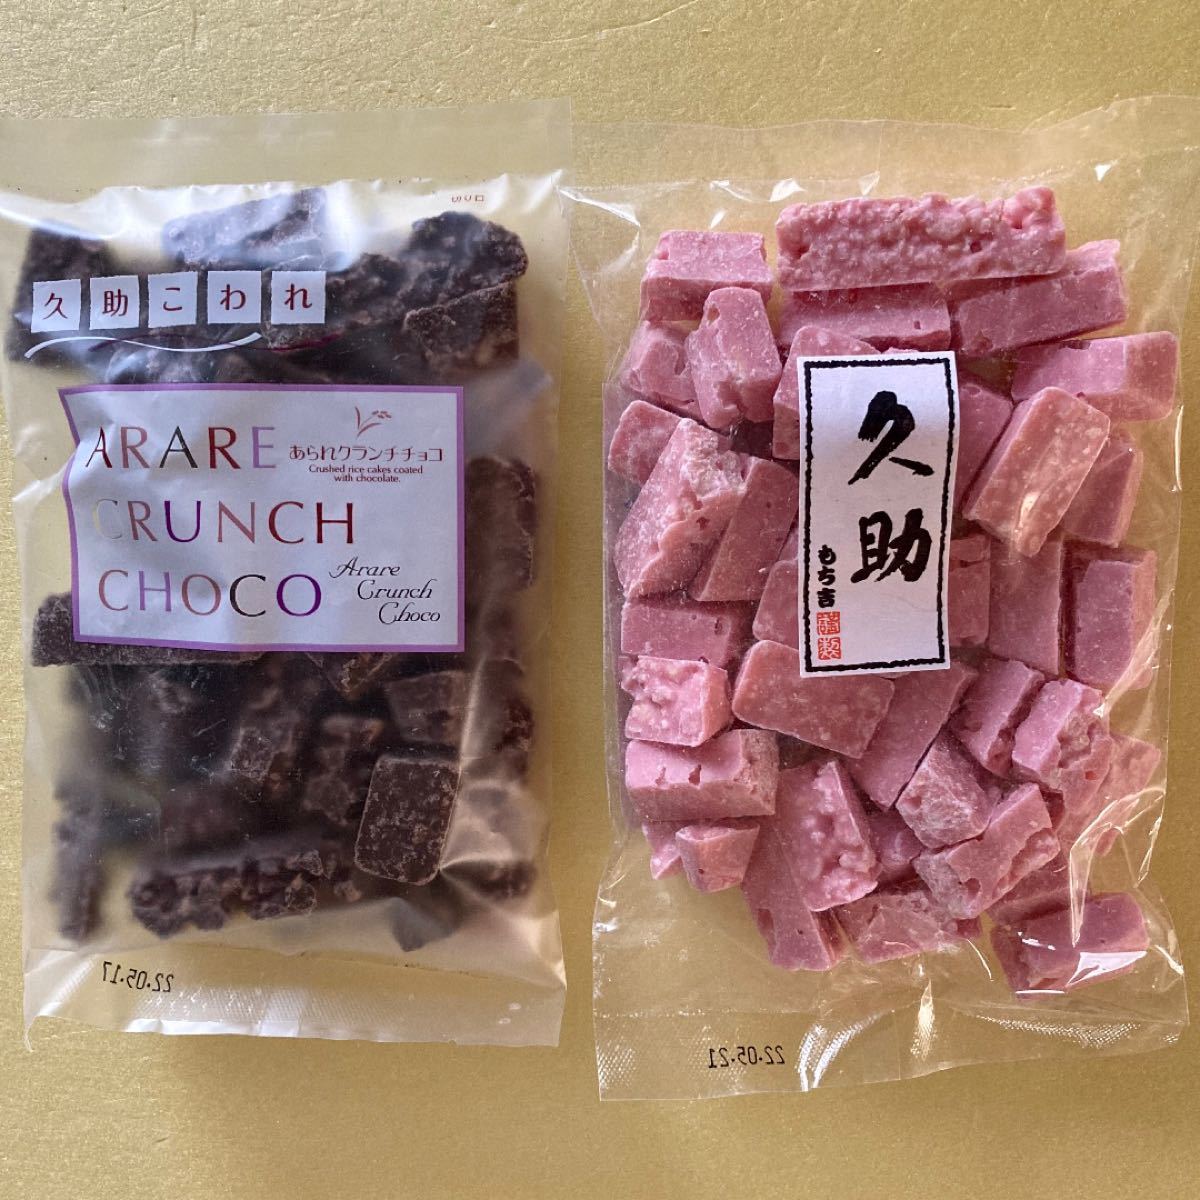 久助こわれ
ARARE
あられクランチチョコ
Crushed rice cakes coated
with chocolate.
CRUNCH
CHOCO
Arare
Crunch
Choco
22.05.17
久助
もち吉
謹製
22.05.21